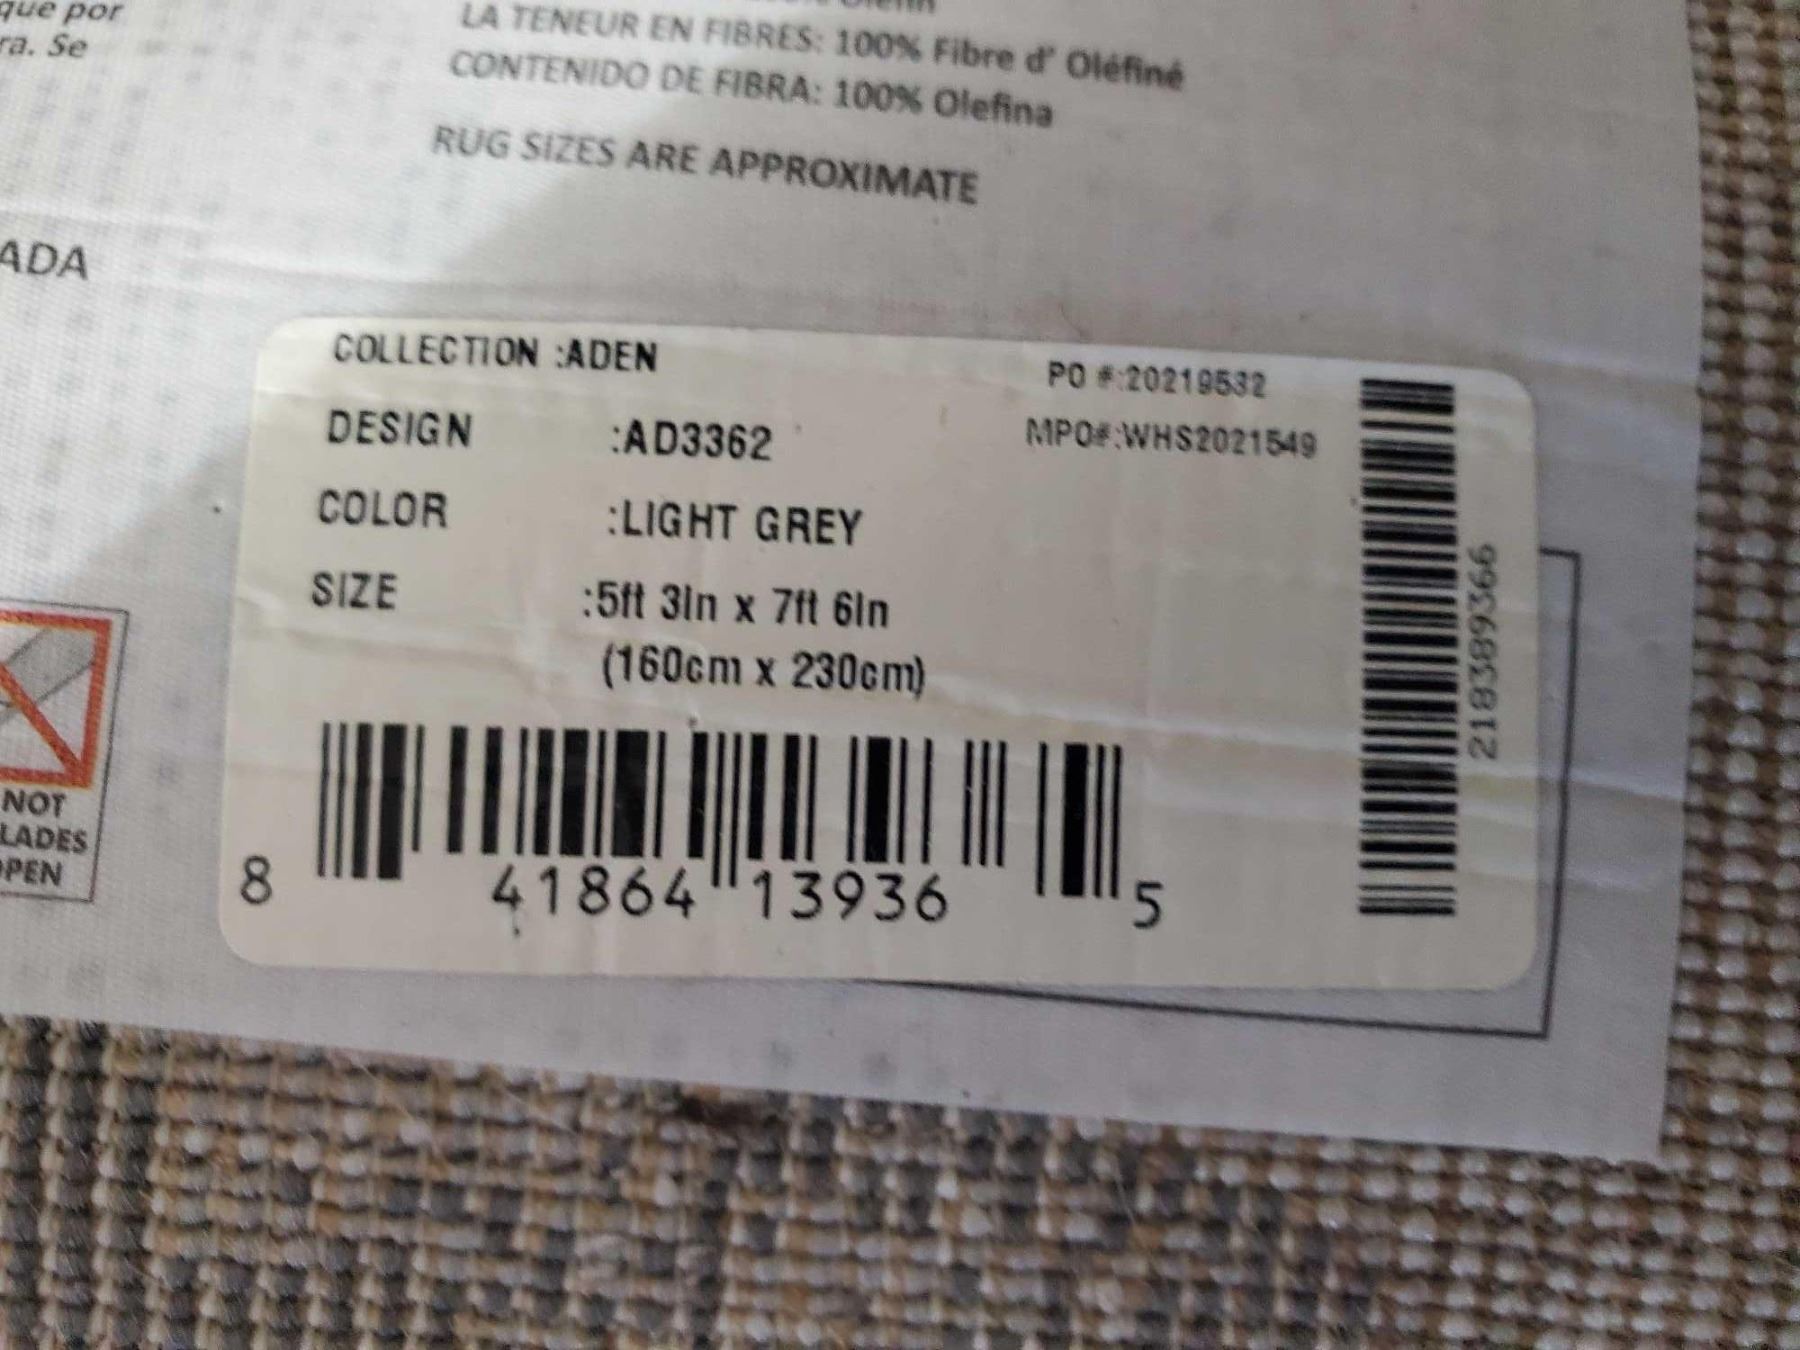 que por
ra. Se
LA TENEUR EN FIBRES: 100% Fibre d' Oléfiné
CONTENIDO DE FIBRA: 100% Olefina
RUG SIZES ARE APPROXIMATE
ADA
COLLECTION :ADEN
PO #:20219532
DESIGN :AD3362
MPO#:WHS2021549
COLOR :LIGHT GREY
SIZE :5ft 3In x 7ft 6In
(160cm x 230cm)
218389366
8 41864 13936 5
NOT
LADES
OPEN